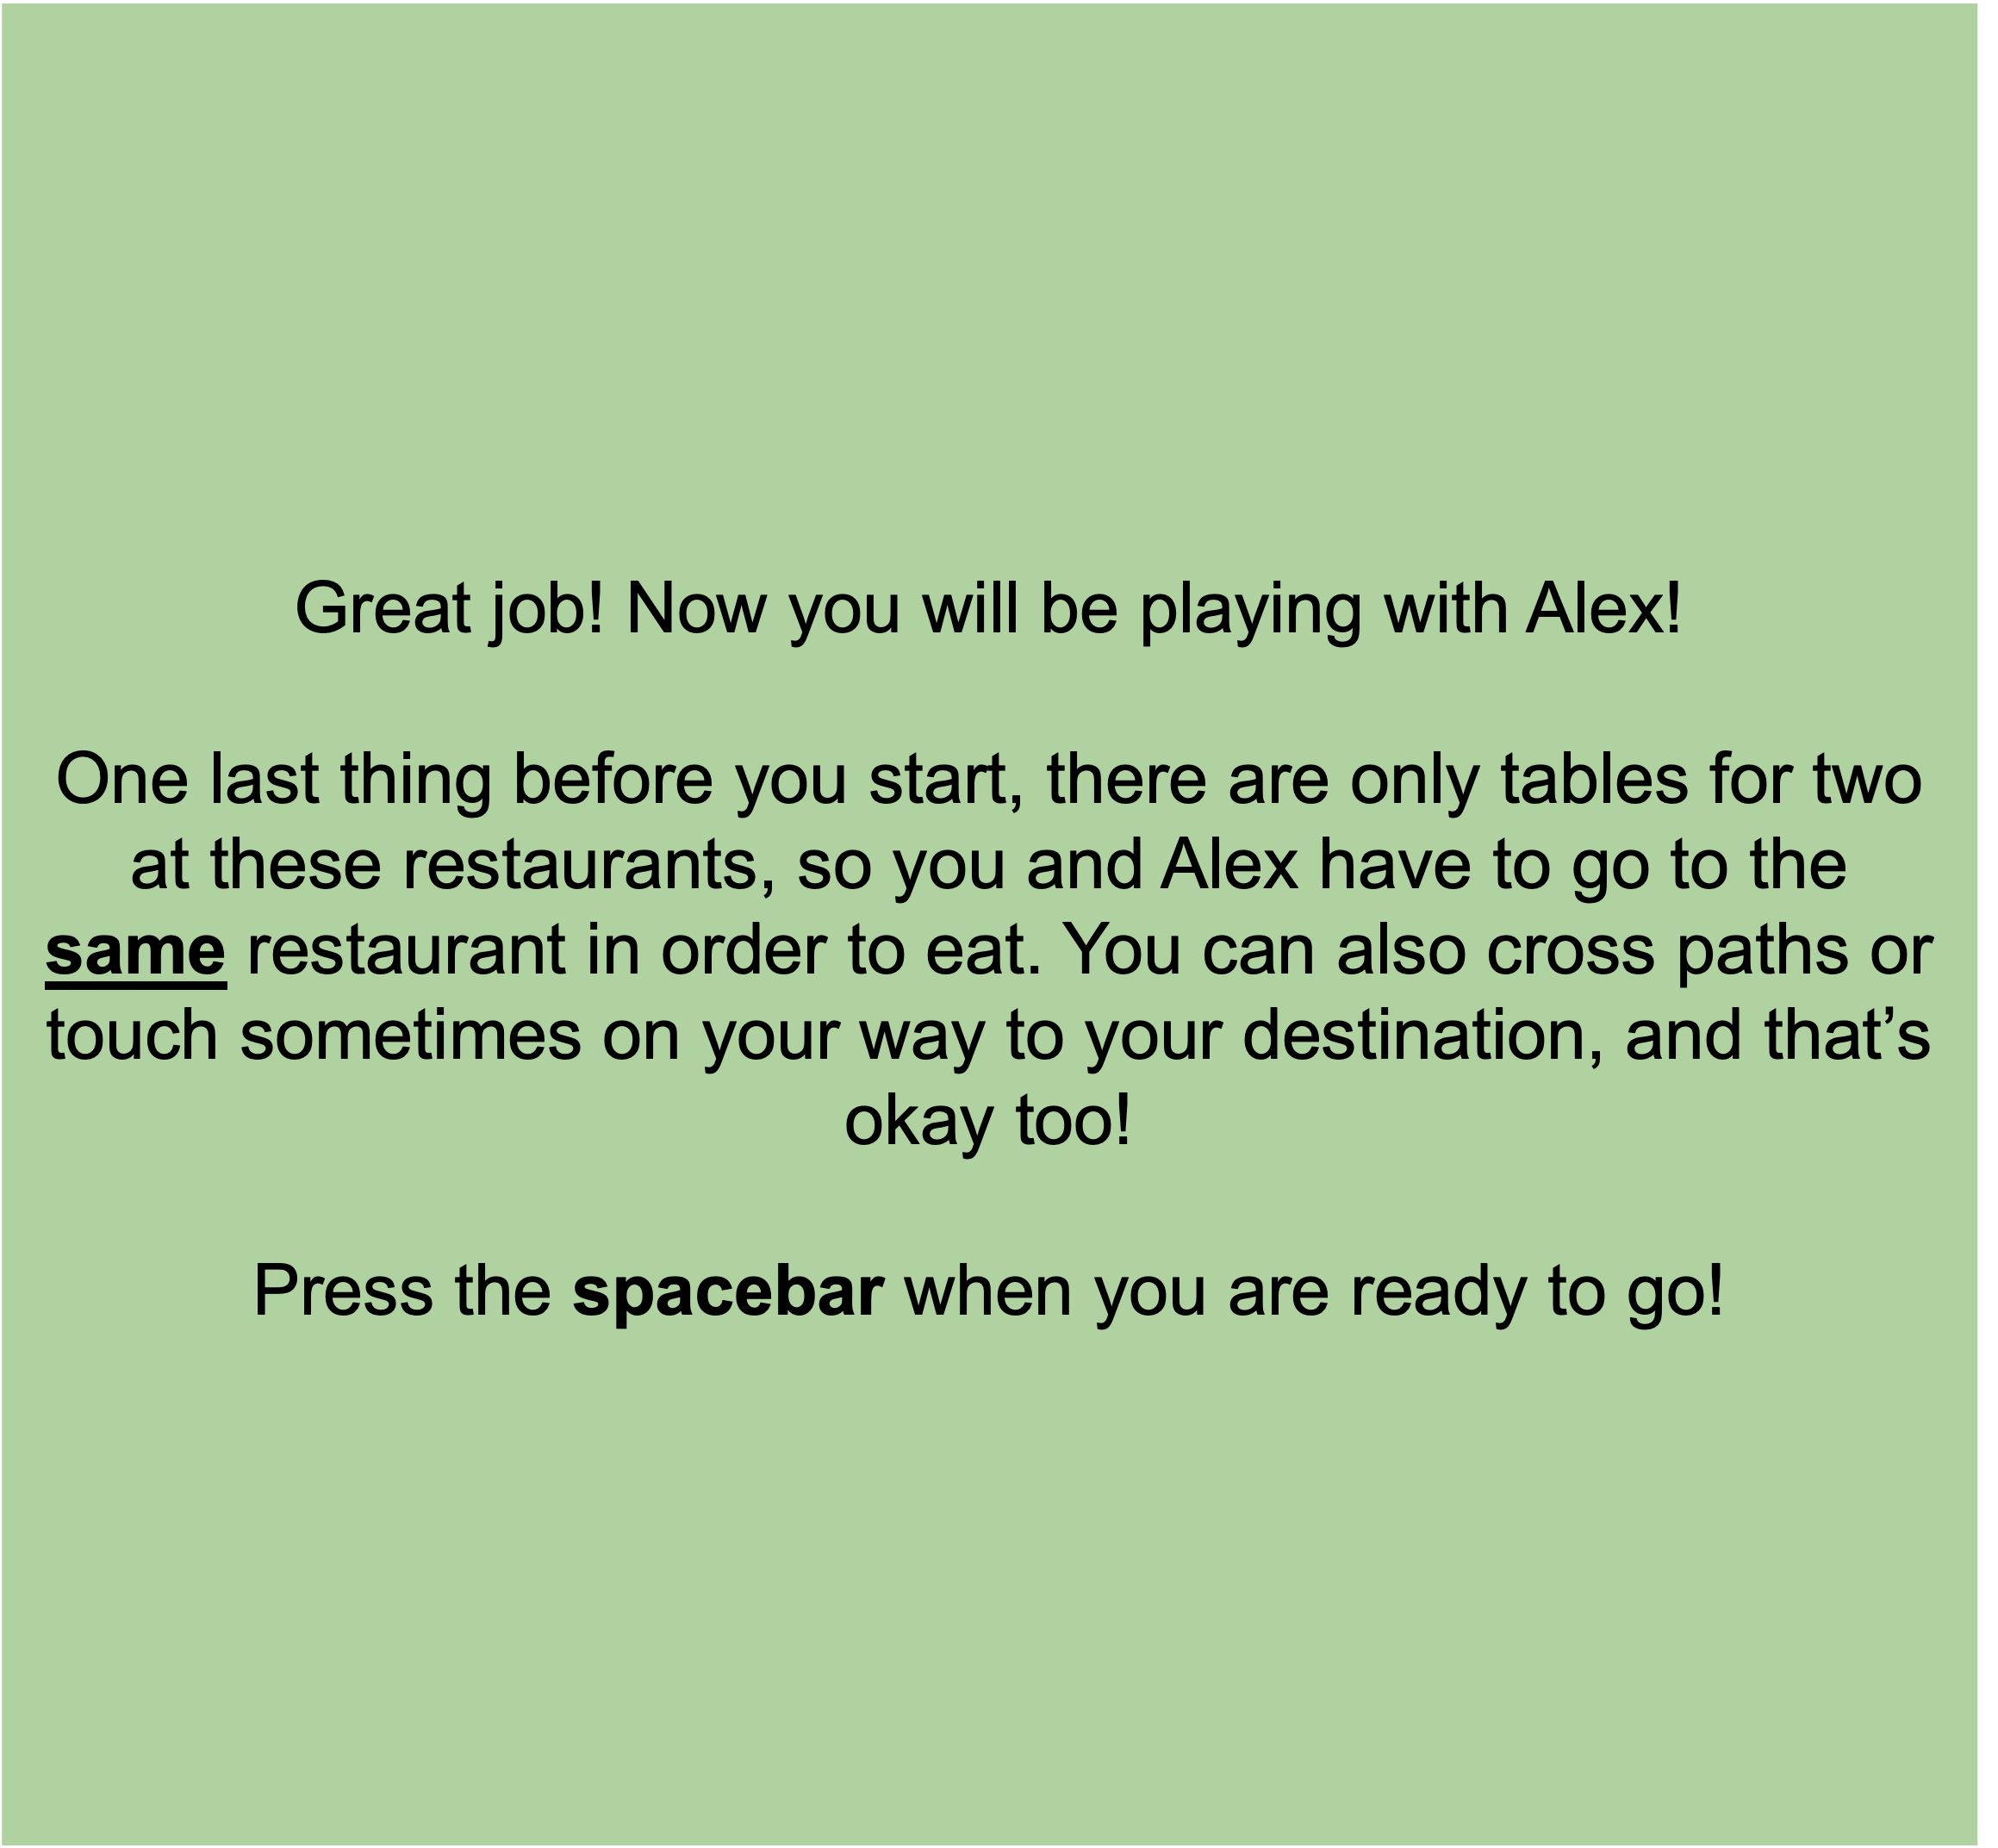 Great job! Now you will be playing with Alex!
One last thing before you start, there are only tables for two
at these restaurants, so you and Alex have to go to the
same restaurant in order to eat. You can also cross paths or
touch sometimes on your way to your destination, and that’s
okay too!
Press the spacebar when you are ready to go!